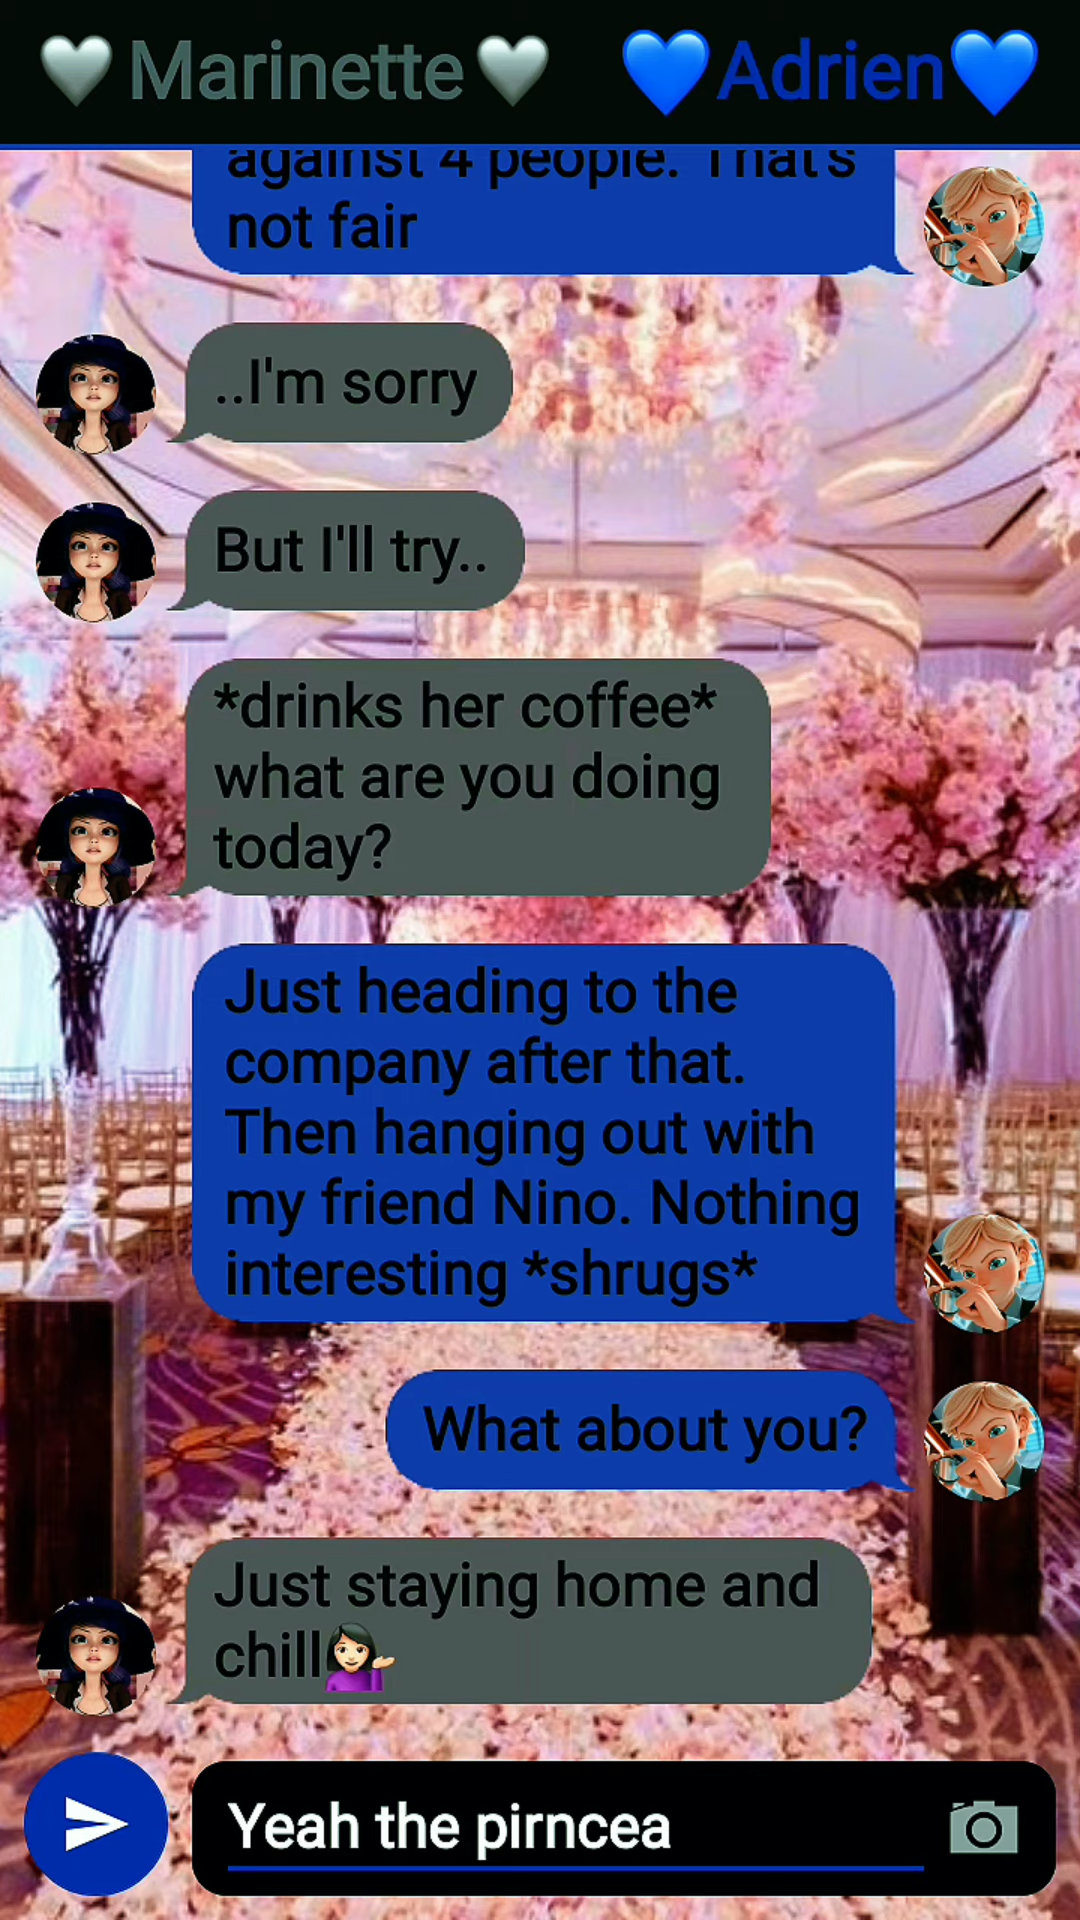 🤍Marinette🤍 💙Adrien💙
against 4 people. That's
not fair
..I'm sorry
But I'll try..
*drinks her coffee*
what are you doing
today?
Just heading to the
company after that.
Then hanging out with
my friend Nino. Nothing
interesting *shrugs*
What about you?
Just staying home and
chill💁🏻‍♀️
Yeah the pirncea